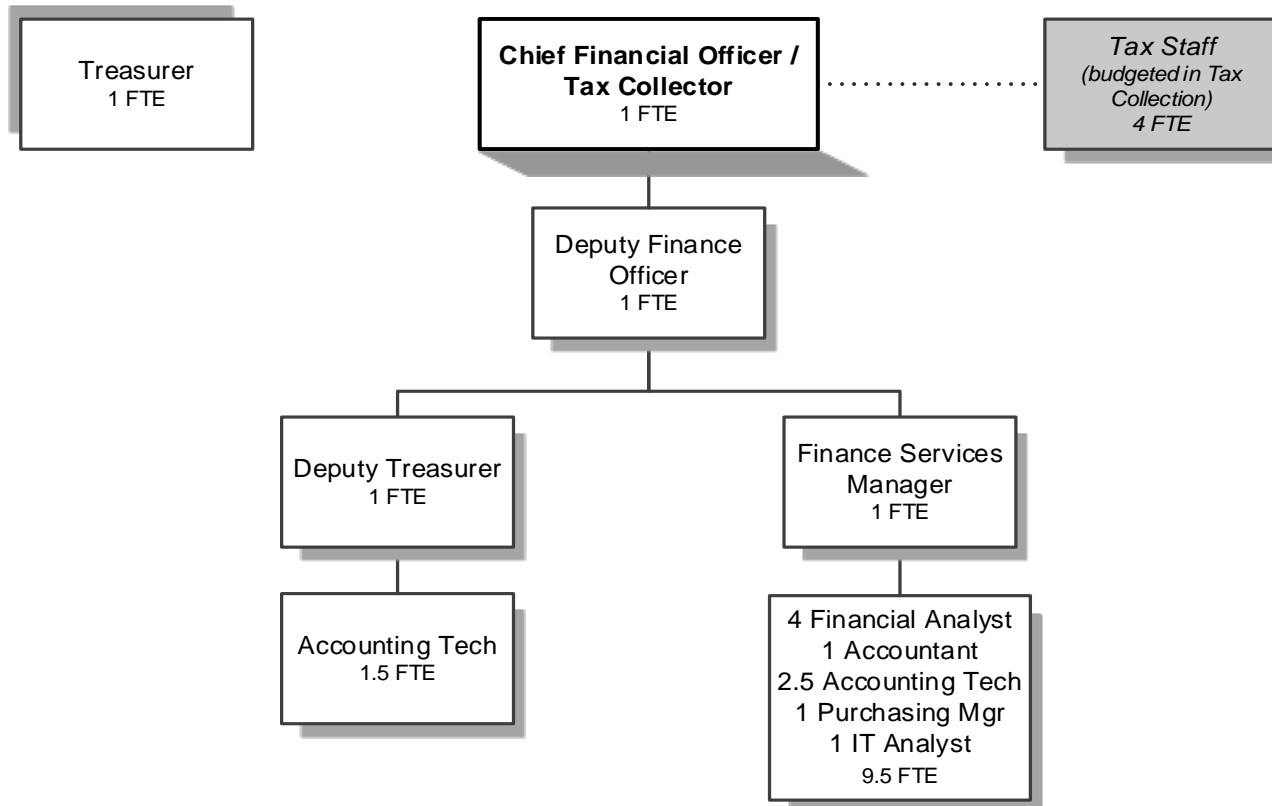 Treasurer
1 FTE
Chief Financial Officer /
Tax Collector
1 FTE
Tax Staff
(budgeted in Tax
Collection)
4 FTE
Deputy Finance
Officer
1 FTE
Deputy Treasurer
1 FTE
Finance Services
Manager
1 FTE
Accounting Tech
1.5 FTE
4 Financial Analyst
1 Accountant
2.5 Accounting Tech
1 Purchasing Mgr
1 IT Analyst
9.5 FTE